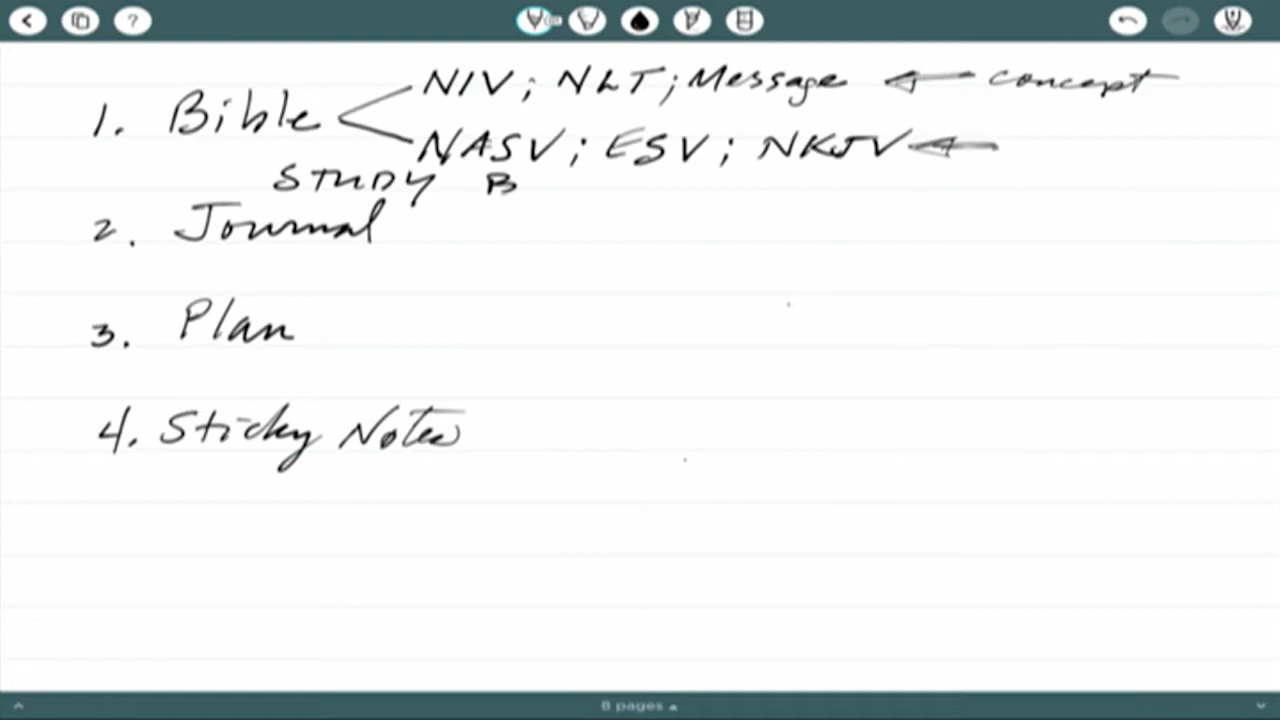 NIV; NLT; Message ← concept
1. Bible
NASV; ESV; NKJV ←
STUDY B
2. Journal
3. Plan
4. Sticky Notes
8 pages